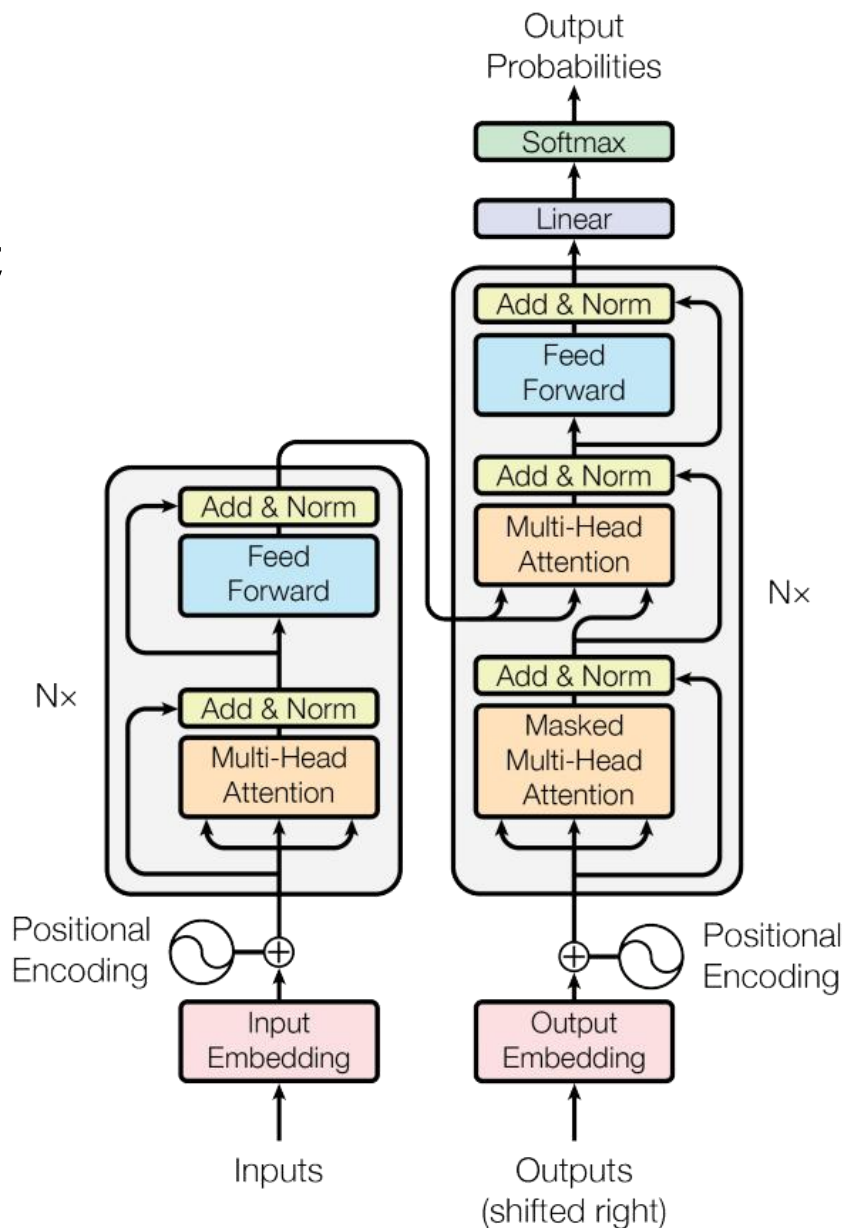 Output
Probabilities
Softmax
Linear
Add & Norm
Feed
Forward
Add & Norm
Multi-Head
Attention
Nx
Add & Norm
Masked
Multi-Head
Attention
Add & Norm
Feed
Forward
Nx
Add & Norm
Multi-Head
Attention
Positional
Encoding
Positional
Encoding
Input
Embedding
Output
Embedding
Inputs
Outputs
(shifted right)